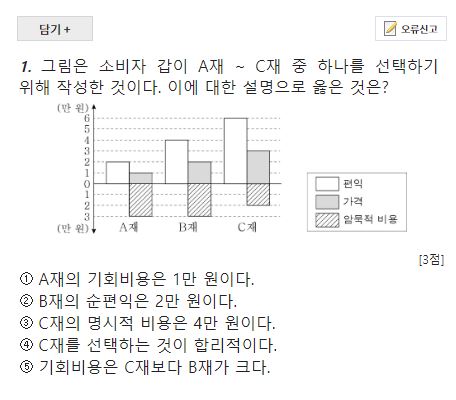 담기 +
오류신고
1. 그림은 소비자 갑이 A재 ~ C재 중 하나를 선택하기
위해 작성한 것이다. 이에 대한 설명으로 옳은 것은?
(만 원)
6
5
4
3
2
1
0
1
2
3
(만 원)
A재 B재 C재
편익
가격
암묵적 비용
[3점]
① A재의 기회비용은 1만 원이다.
② B재의 순편익은 2만 원이다.
③ C재의 명시적 비용은 4만 원이다.
④ C재를 선택하는 것이 합리적이다.
⑤ 기회비용은 C재보다 B재가 크다.